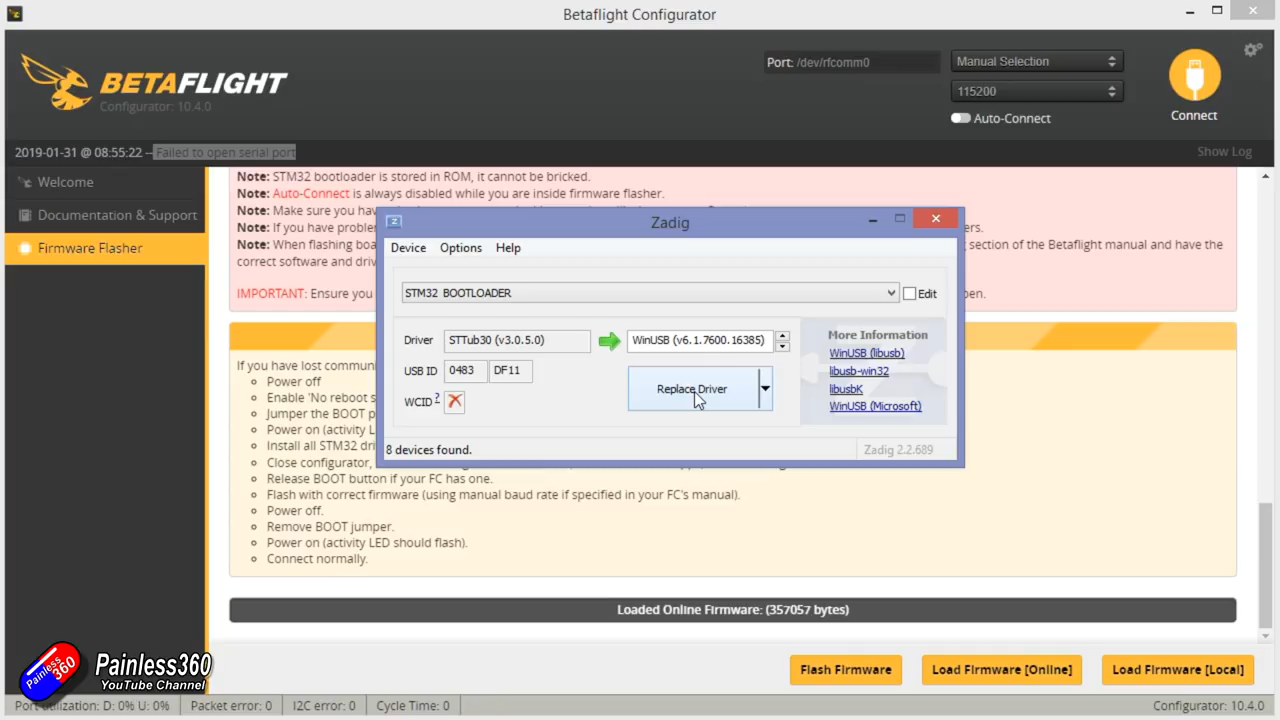 Betaflight Configurator
BETAFLIGHT
Configurator: 10.4.0
Port: /dev/rfcomm0
Manual Selection
115200
Auto-Connect
Connect
2019-01-31 @ 08:55:22 -- Failed to open serial port
Show Log
Welcome
Documentation & Support
Firmware Flasher
Note: STM32 bootloader is stored in ROM, it cannot be bricked.
Note: Auto-Connect is always disabled while you are inside firmware flasher.
Note: Make sure you have
Note: If you have
Note: When flashing
section of the Betaflight manual and have the
correct software and
IMPORTANT: Ensure you
Zadig
Device Options Help
STM32 BOOTLOADER
Edit
Driver STTub30 (v3.0.5.0) WinUSB (v6.1.7600.16385)
USB ID 0483 DF11
WCID ?
Replace Driver
More Information
WinUSB (libusb)
libusb-win32
libusbK
WinUSB (Microsoft)
8 devices found.
Zadig 2.2.689
If you have lost
Power off
Enable 'No reboot
Jumper the BOOT
Power on (activity LED
Install all STM32
Close configurator,
Release BOOT button if your FC has one.
Flash with correct firmware (using manual baud rate if specified in your FC's manual).
Power off.
Remove BOOT jumper.
Power on (activity LED should flash).
Connect normally.
Loaded Online Firmware: (357057 bytes)
Flash Firmware
Load Firmware [Online]
Load Firmware [Local]
Painless360
Painless360
YouTube Channel
Port utilization: D: 0% U: 0%
Packet error: 0
I2C error: 0
Cycle Time: 0
Configurator: 10.4.0